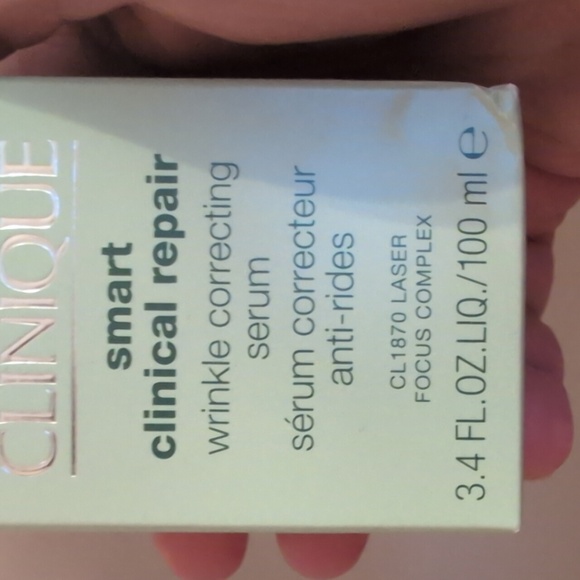 CLINIQUE
smart
clinical repair
wrinkle correcting
serum
sérum correcteur
anti-rides
CL1870 LASER
FOCUS COMPLEX
3.4 FL.OZ.LIQ./100 ml ℮